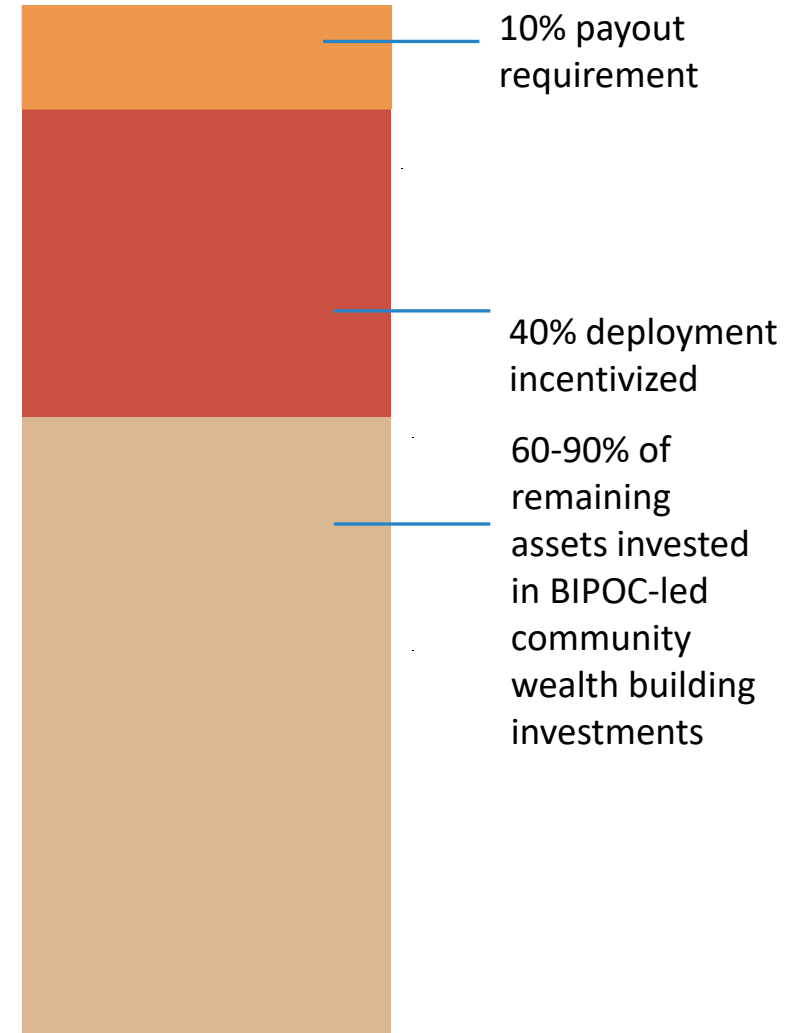 10% payout
requirement
40% deployment
incentivized
60-90% of
remaining
assets invested
in BIPOC-led
community
wealth building
investments